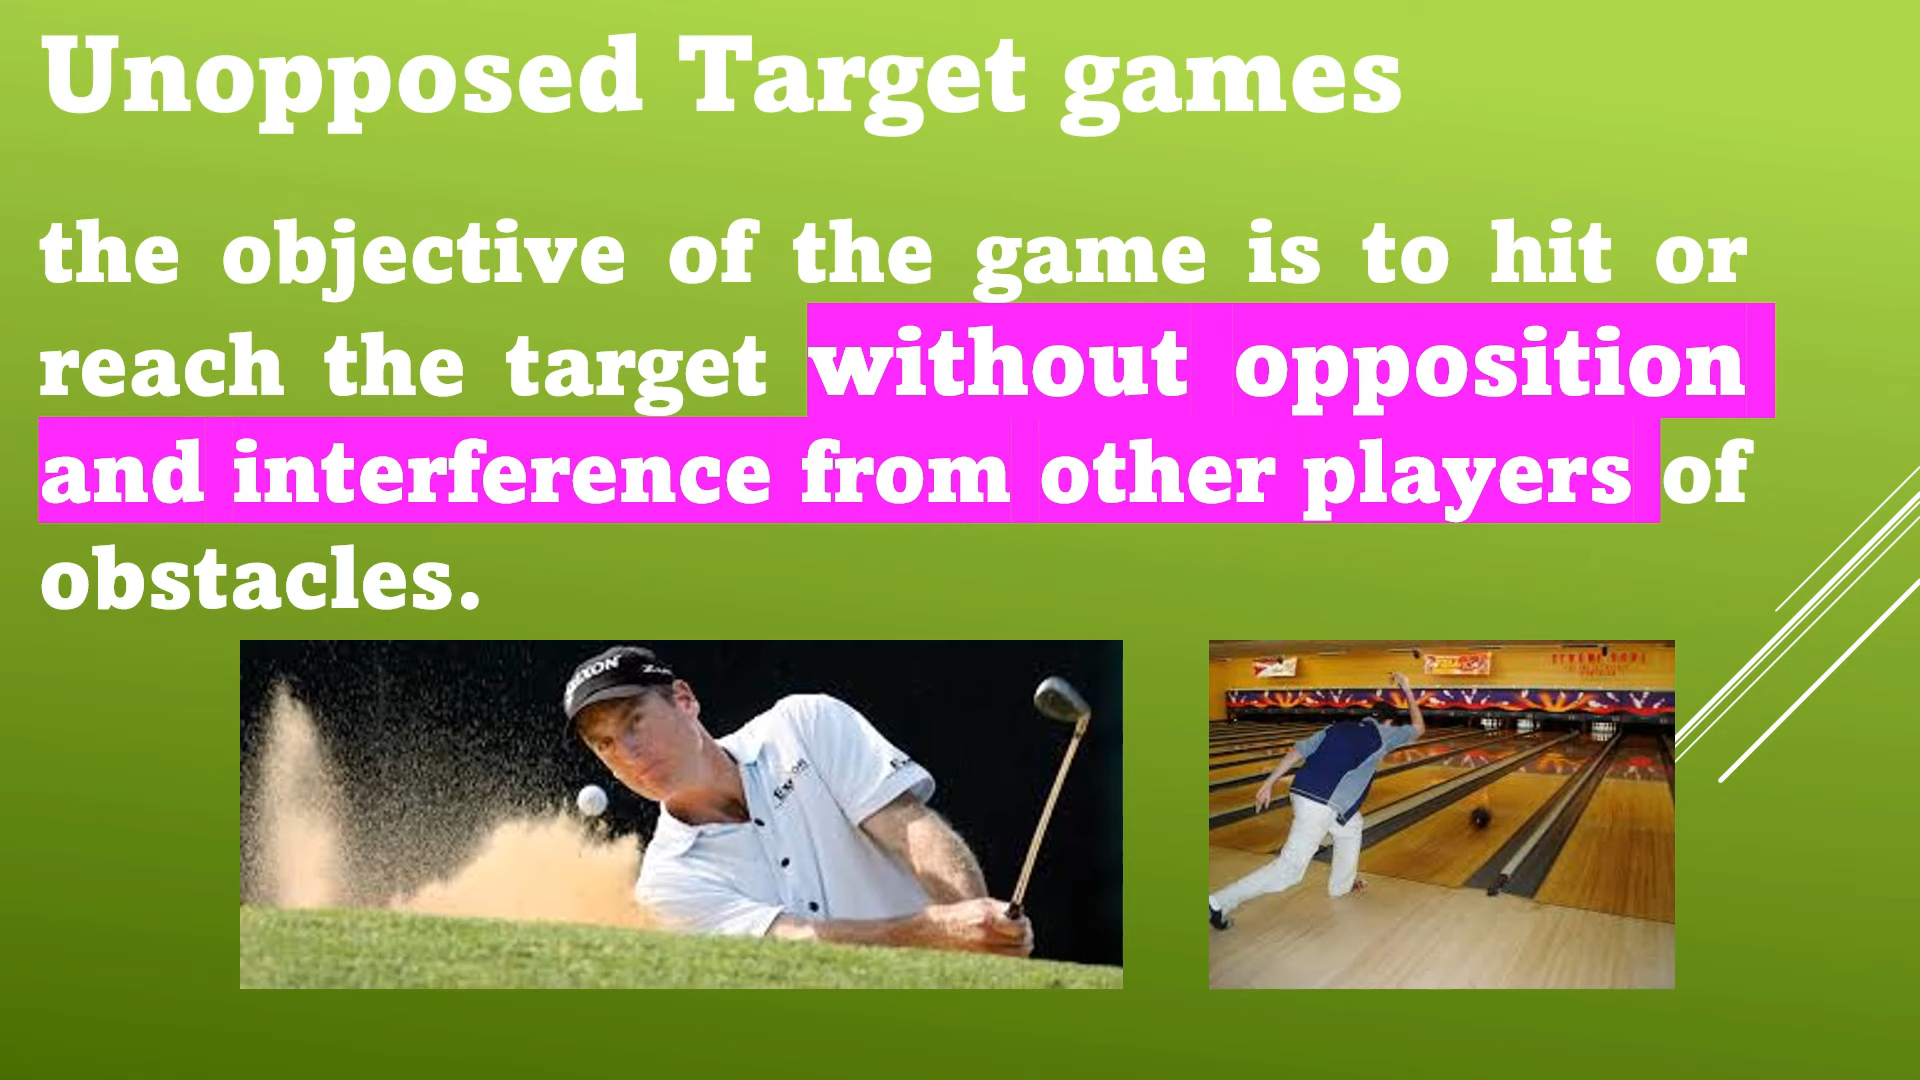 Unopposed Target games
the objective of the game is to hit or
reach the target without opposition
and interference from other players of
obstacles.